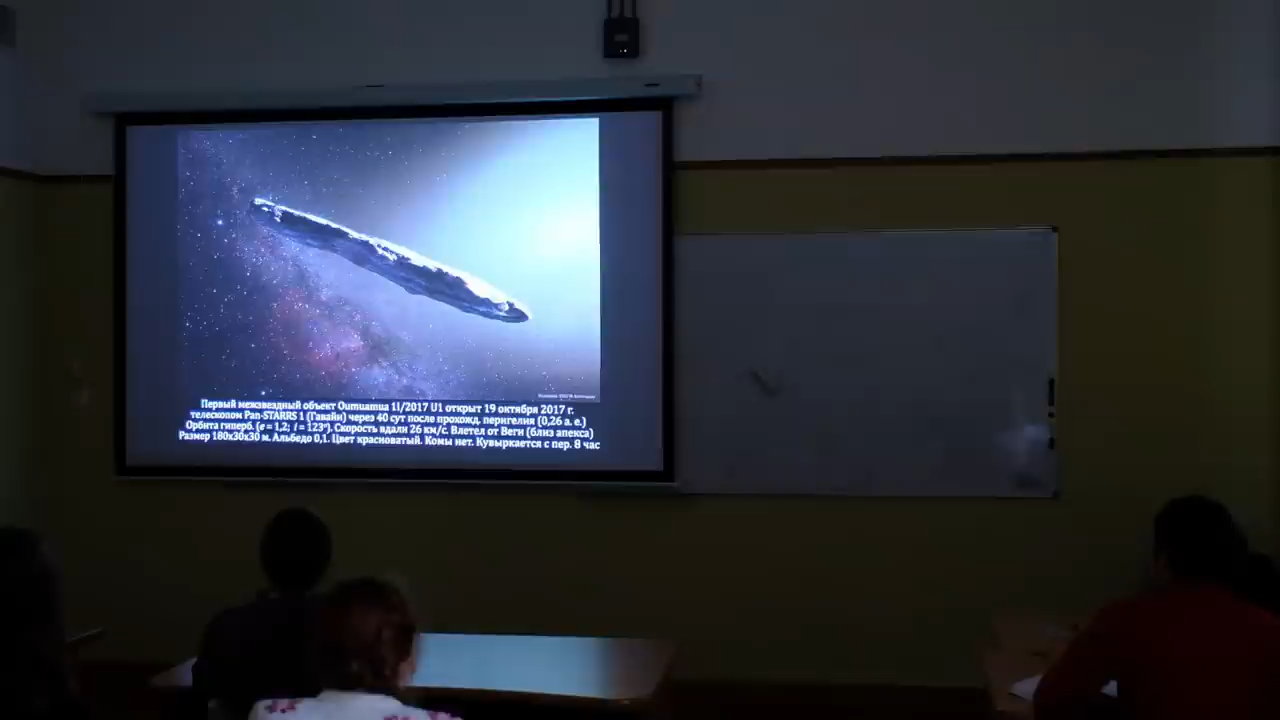 Первый межзвездный объект Oumuamua 1I/2017 U1 открыт 19 октября 2017 г.
телескопом Pan-STARRS 1 (Гавайи) через 40 сут после прохожд. перигелия (0,26 а. е.)
Орбита гиперб. (e = 1,2; i = 123°). Скорость вдали 26 км/с. Влетел от Веги (близ апекса)
Размер 180x30x30 м. Альбедо 0,1. Цвет красноватый. Комы нет. Кувыркается с пер. 8 час